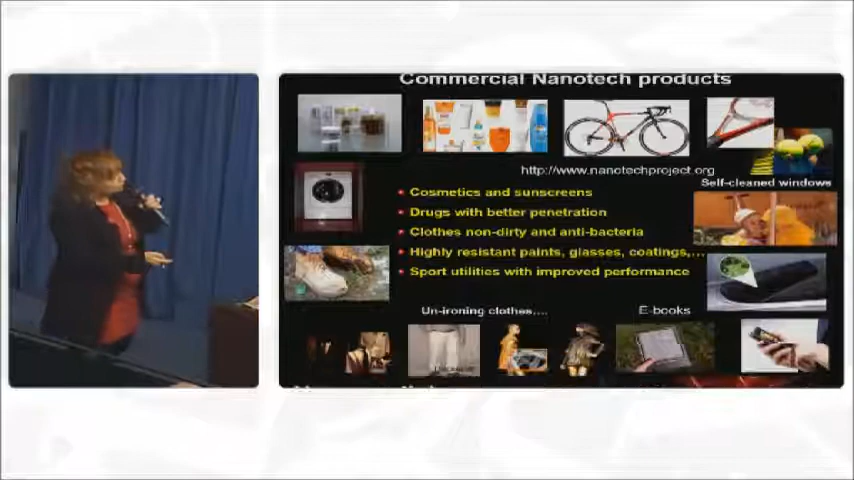 Commercial Nanotech products
http://www.nanotechproject.org
Self-cleaned windows
• Cosmetics and sunscreens
• Drugs with better penetration
• Clothes non-dirty and anti-bacteria
• Highly resistant paints, glasses, coatings,...
• Sport utilities with improved performance
Un-ironing clothes....
E-books